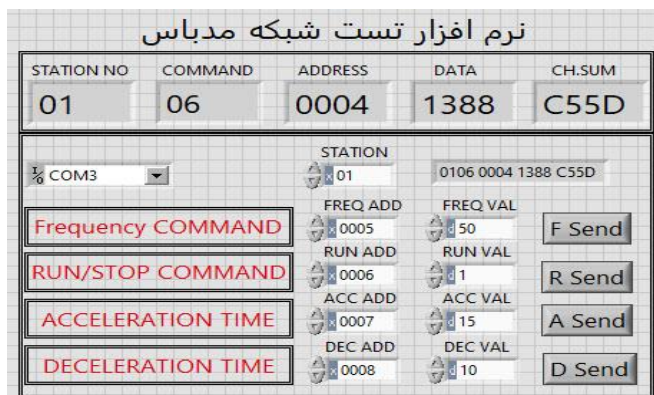 نرم افزار تست شبکه مدباس
STATION NO COMMAND ADDRESS DATA CH.SUM
01 06 0004 1388 C55D
STATION
I/O COM3 x 01 0106 0004 1388 C55D
FREQ ADD FREQ VAL
Frequency COMMAND x 0005 d 50 F Send
RUN ADD RUN VAL
RUN/STOP COMMAND x 0006 d 1 R Send
ACC ADD ACC VAL
ACCELERATION TIME x 0007 d 15 A Send
DEC ADD DEC VAL
DECELERATION TIME x 0008 d 10 D Send